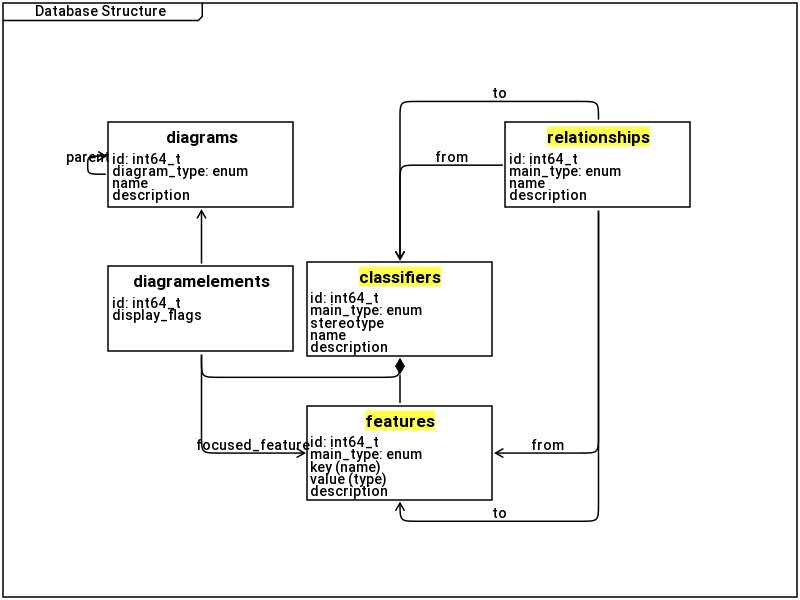 Database Structure
to
diagrams
parent
id: int64_t
diagram_type: enum
name
description
from
relationships
id: int64_t
main_type: enum
name
description
diagramelements
id: int64_t
display_flags
classifiers
id: int64_t
main_type: enum
stereotype
name
description
focused_feature
features
id: int64_t
main_type: enum
key (name)
value (type)
description
from
to